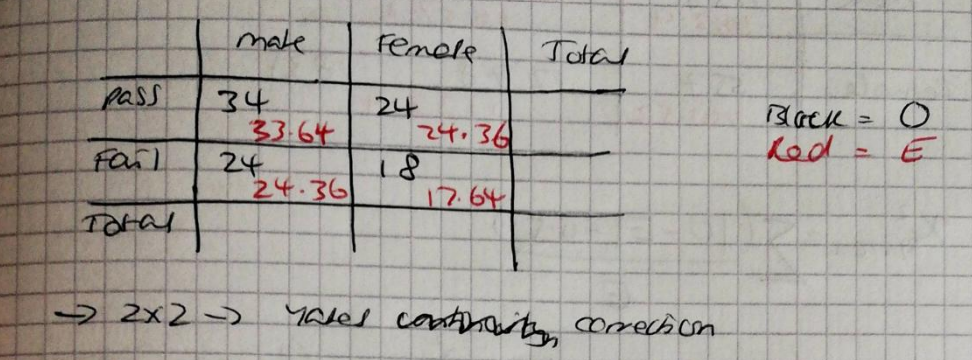 male Female Total
Pass 34 24
33.64 24.36
Black = O
Fail 24 18
Red = E
24.36 17.64
Total
→ 2x2 → Yates continuity correction